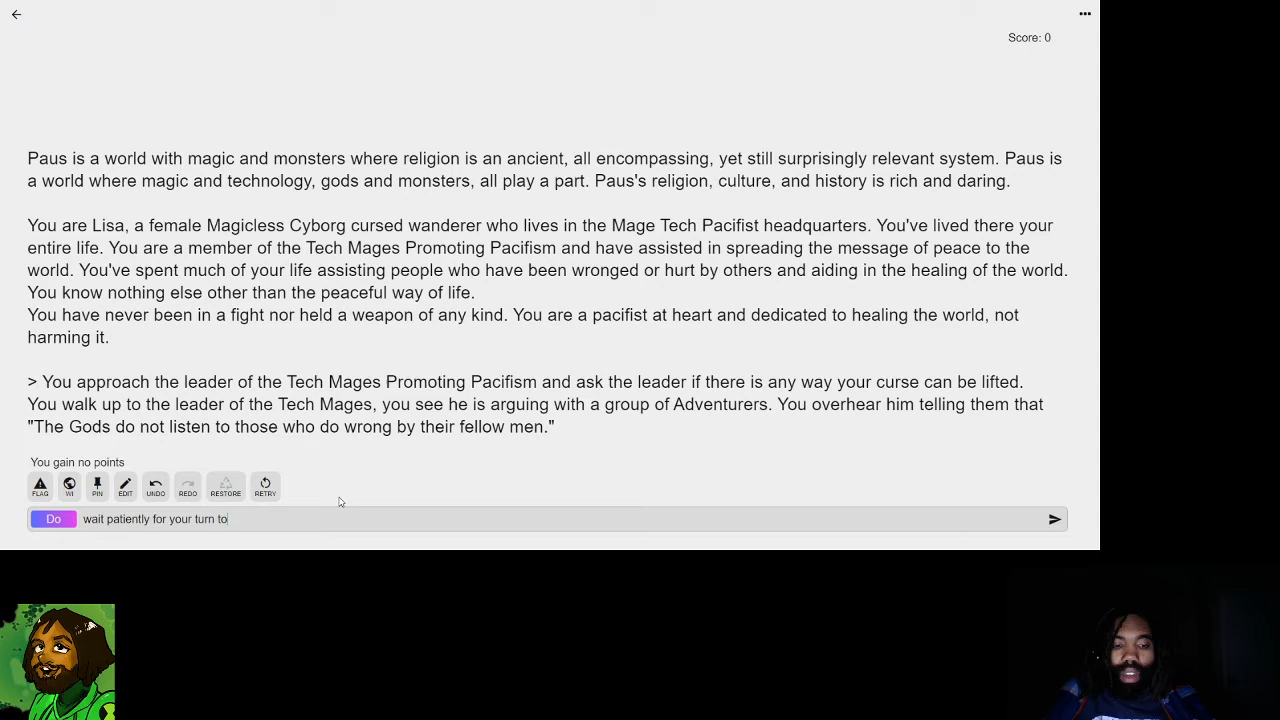 Score: 0
Paus is a world with magic and monsters where religion is an ancient, all encompassing, yet still surprisingly relevant system. Paus is
a world where magic and technology, gods and monsters, all play a part. Paus's religion, culture, and history is rich and daring.
You are Lisa, a female Magicless Cyborg cursed wanderer who lives in the Mage Tech Pacifist headquarters. You've lived there your
entire life. You are a member of the Tech Mages Promoting Pacifism and have assisted in spreading the message of peace to the
world. You've spent much of your life assisting people who have been wronged or hurt by others and aiding in the healing of the world.
You know nothing else other than the peaceful way of life.
You have never been in a fight nor held a weapon of any kind. You are a pacifist at heart and dedicated to healing the world, not
harming it.
> You approach the leader of the Tech Mages Promoting Pacifism and ask the leader if there is any way your curse can be lifted.
You walk up to the leader of the Tech Mages, you see he is arguing with a group of Adventurers. You overhear him telling them that
"The Gods do not listen to those who do wrong by their fellow men."
You gain no points
FLAG WI PIN EDIT UNDO REDO RESTORE RETRY
Do wait patiently for your turn to